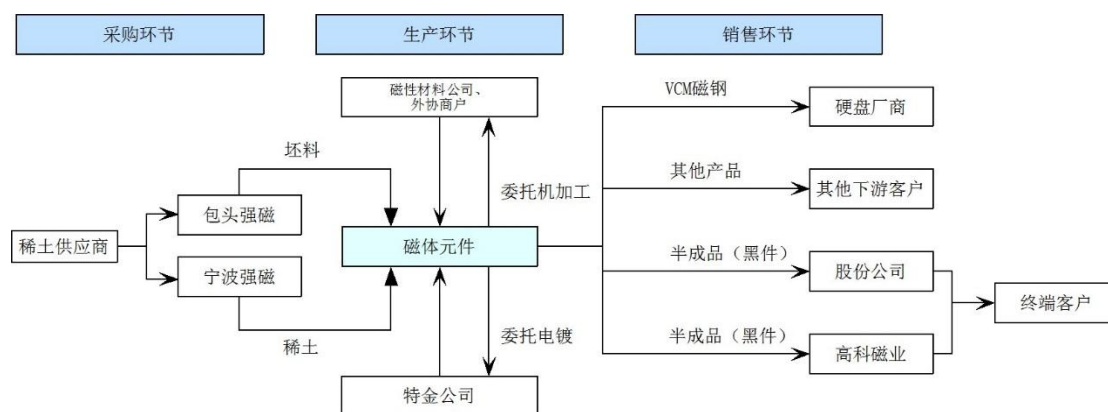 采购环节
生产环节
销售环节
磁性材料公司、
外协商户
VCM磁钢
硬盘厂商
坯料
委托机加工
其他产品
其他下游客户
包头强磁
稀土供应商
磁体元件
半成品（黑件）
股份公司
宁波强磁
终端客户
稀土
委托电镀
半成品（黑件）
高科磁业
特金公司